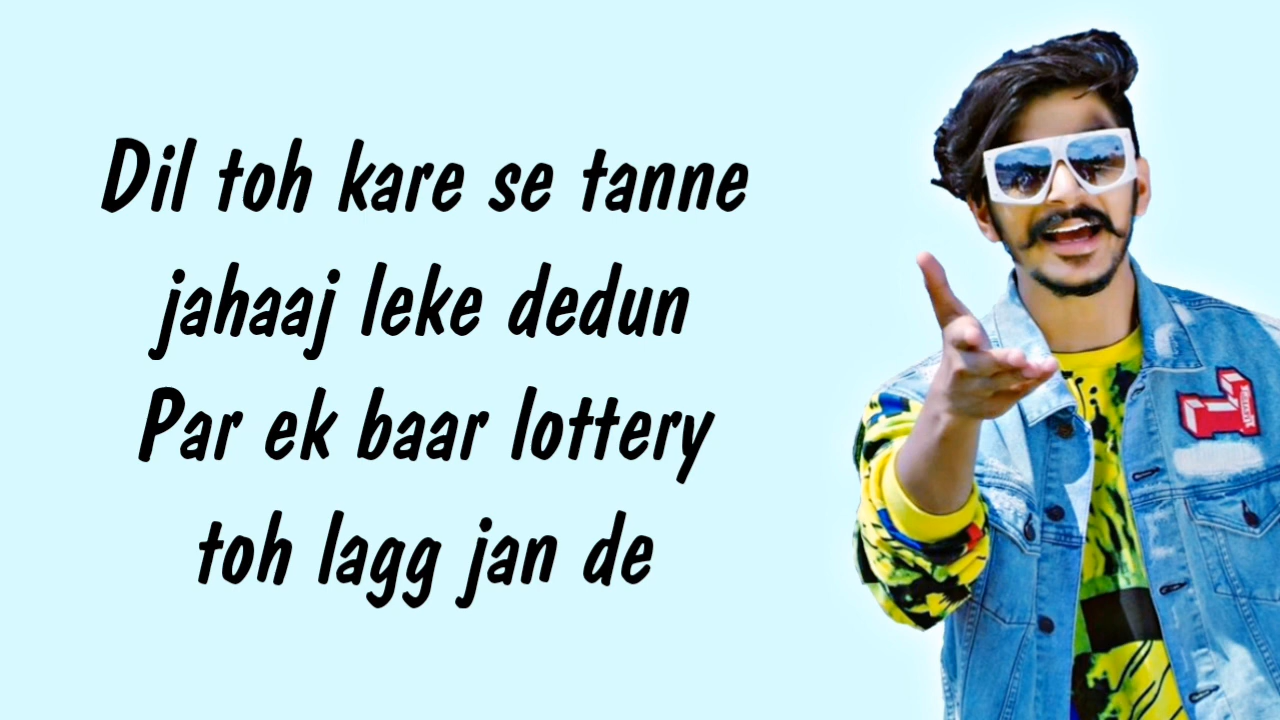 Dil toh kare se tanne
jahaaj leke dedun
Par ek baar lottery
toh lagg jan de